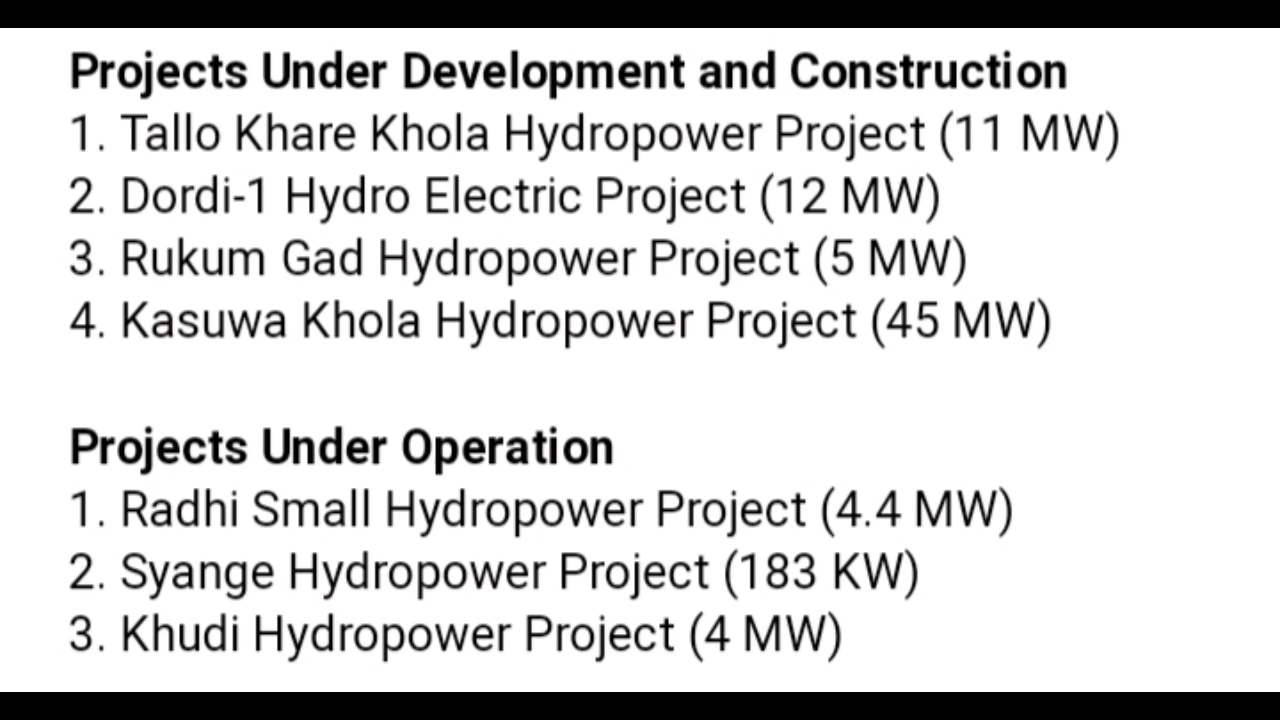 Projects Under Development and Construction
1. Tallo Khare Khola Hydropower Project (11 MW)
2. Dordi-1 Hydro Electric Project (12 MW)
3. Rukum Gad Hydropower Project (5 MW)
4. Kasuwa Khola Hydropower Project (45 MW)
Projects Under Operation
1. Radhi Small Hydropower Project (4.4 MW)
2. Syange Hydropower Project (183 KW)
3. Khudi Hydropower Project (4 MW)